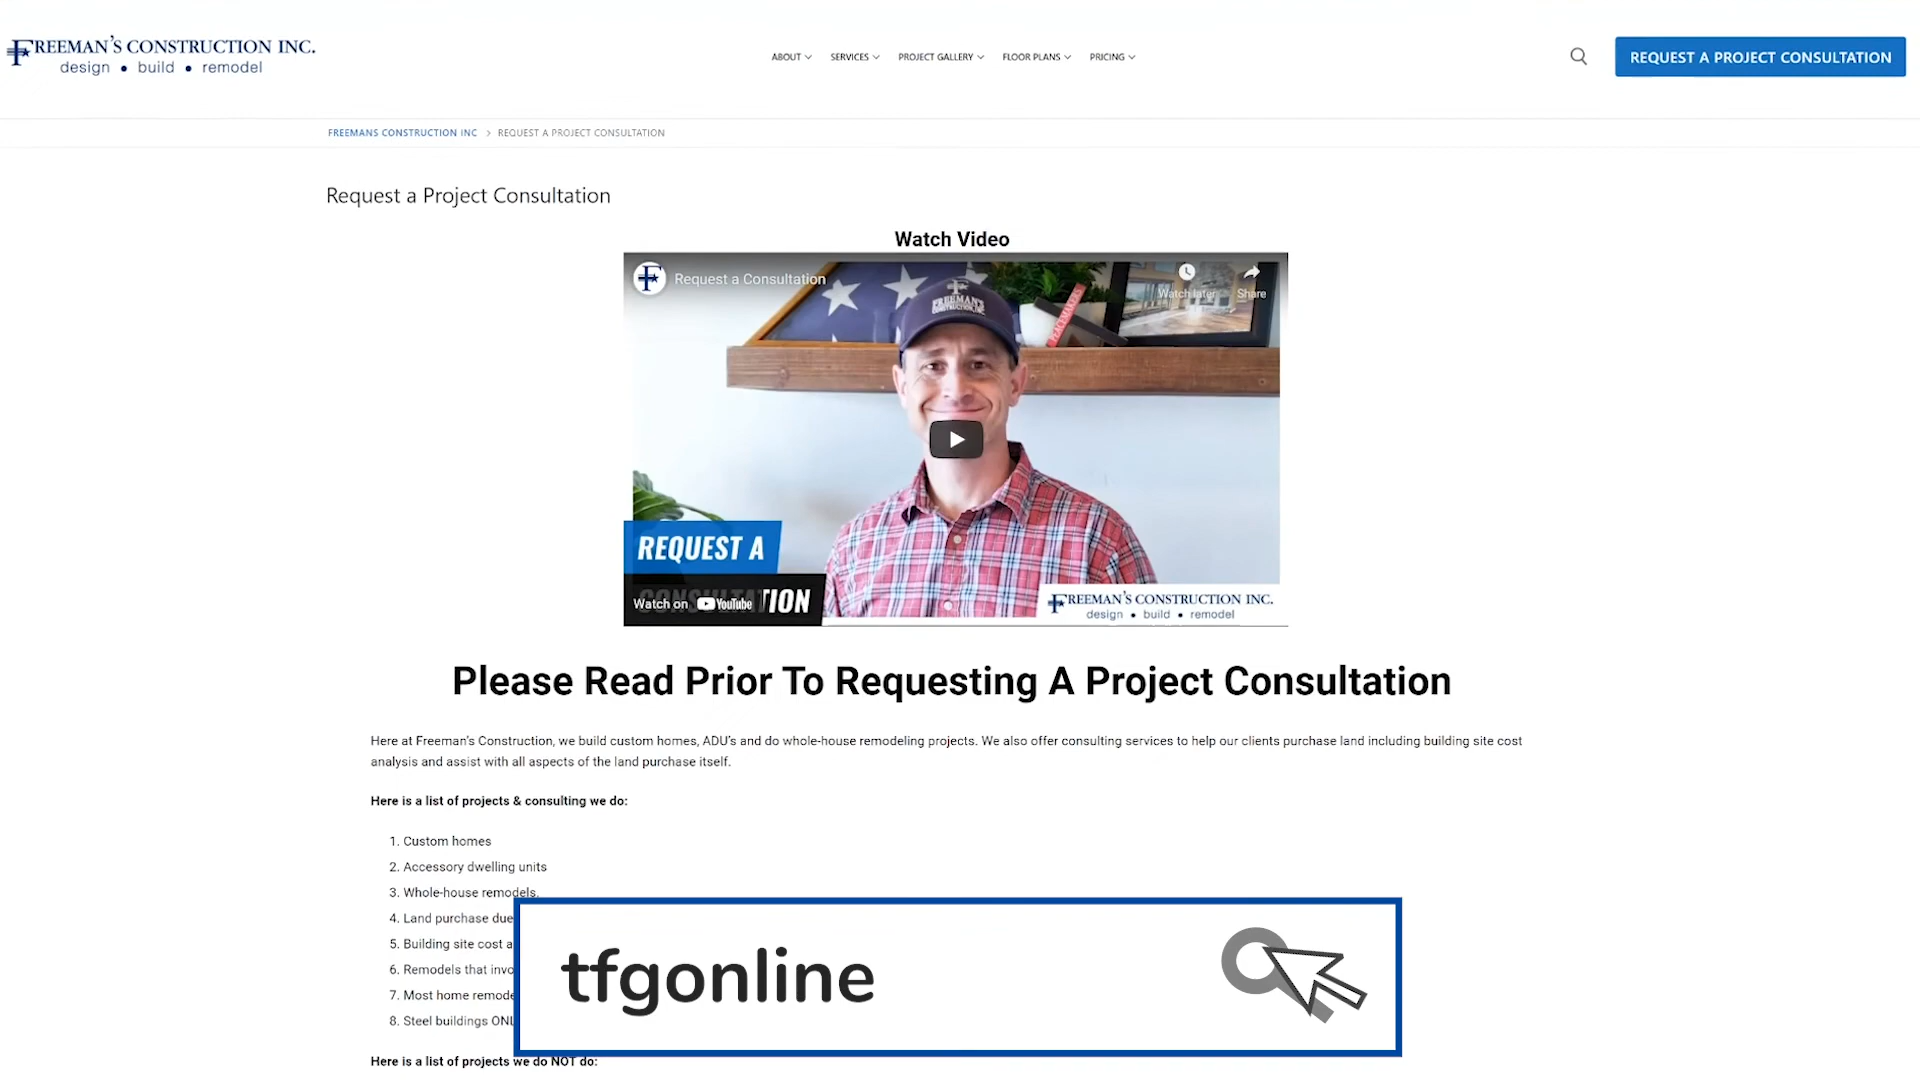 FREEMAN'S CONSTRUCTION INC.
design • build • remodel
ABOUT SERVICES PROJECT GALLERY FLOOR PLANS PRICING
REQUEST A PROJECT CONSULTATION
FREEMANS CONSTRUCTION INC > REQUEST A PROJECT CONSULTATION
Request a Project Consultation
Watch Video
Request a Consultation
Watch later
Share
FREEMAN'S
CONSTRUCTION, INC.
PEACEMAKERS
REQUEST A
CONSULTATION
Watch on YouTube
FREEMAN'S CONSTRUCTION INC.
design • build • remodel
Please Read Prior To Requesting A Project Consultation
Here at Freeman's Construction, we build custom homes, ADU's and do whole-house remodeling projects. We also offer consulting services to help our clients purchase land including building site cost
analysis and assist with all aspects of the land purchase itself.
Here is a list of projects & consulting we do:
1. Custom homes
2. Accessory dwelling units
3. Whole-house remodels.
4. Land purchase due
5. Building site cost a
6. Remodels that invo
7. Most home remode
8. Steel buildings ONL
Here is a list of projects we do NOT do:
tfgonline